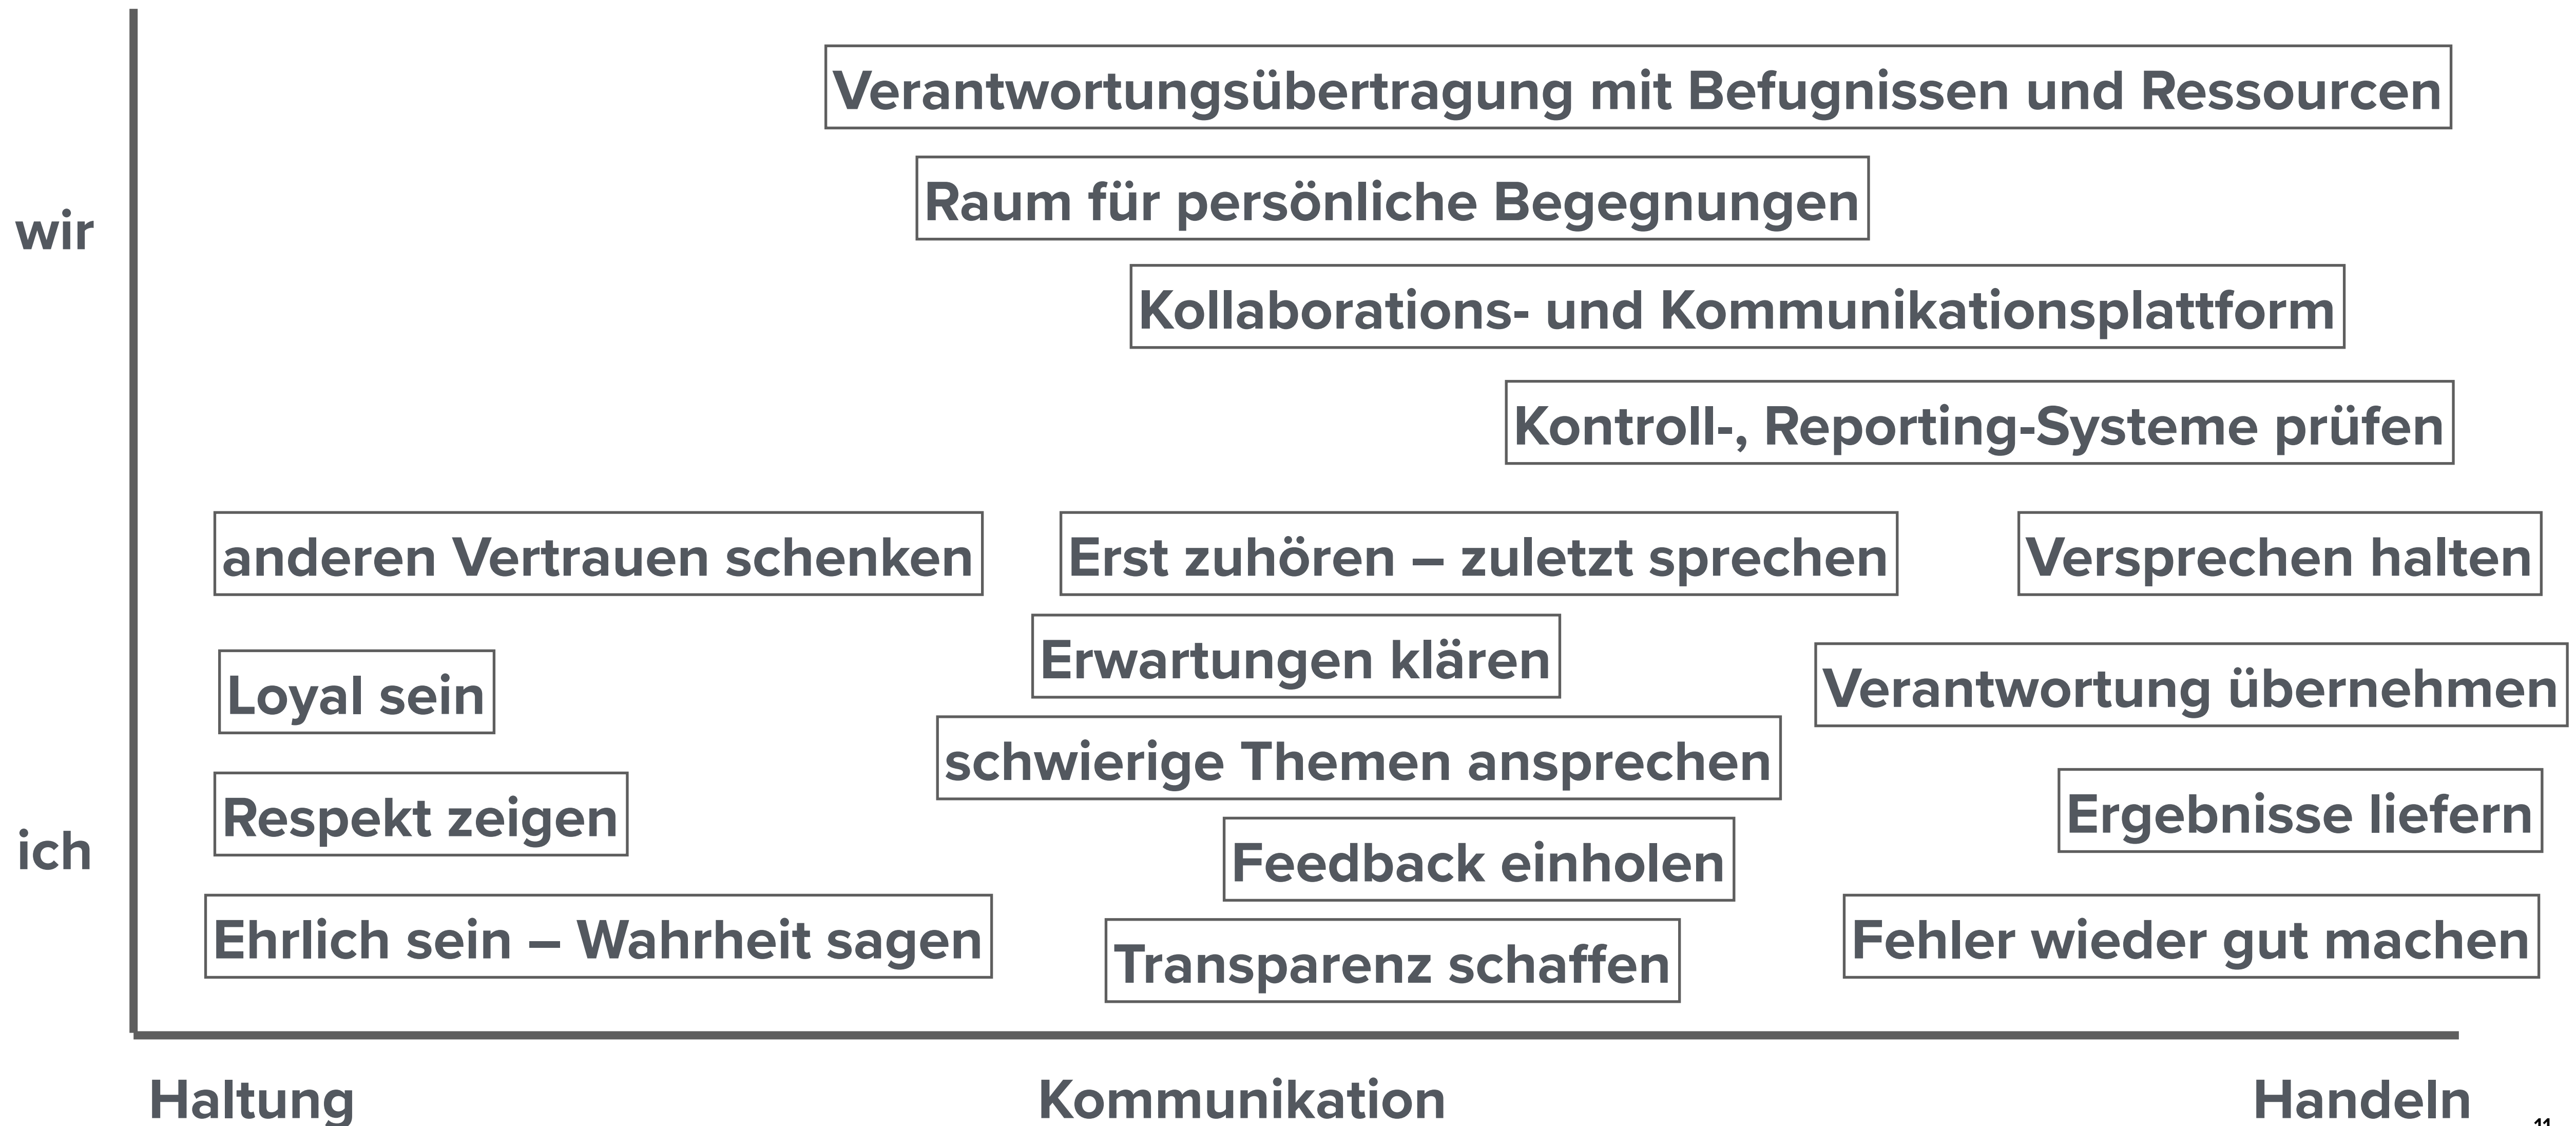 Verantwortungsübertragung mit Befugnissen und Ressourcen
Raum für persönliche Begegnungen
wir
Kollaborations- und Kommunikationsplattform
Kontroll-, Reporting-Systeme prüfen
anderen Vertrauen schenken
Erst zuhören – zuletzt sprechen
Versprechen halten
Erwartungen klären
Loyal sein
Verantwortung übernehmen
schwierige Themen ansprechen
Respekt zeigen
Ergebnisse liefern
ich
Feedback einholen
Ehrlich sein – Wahrheit sagen
Fehler wieder gut machen
Transparenz schaffen
Haltung
Kommunikation
Handeln
11